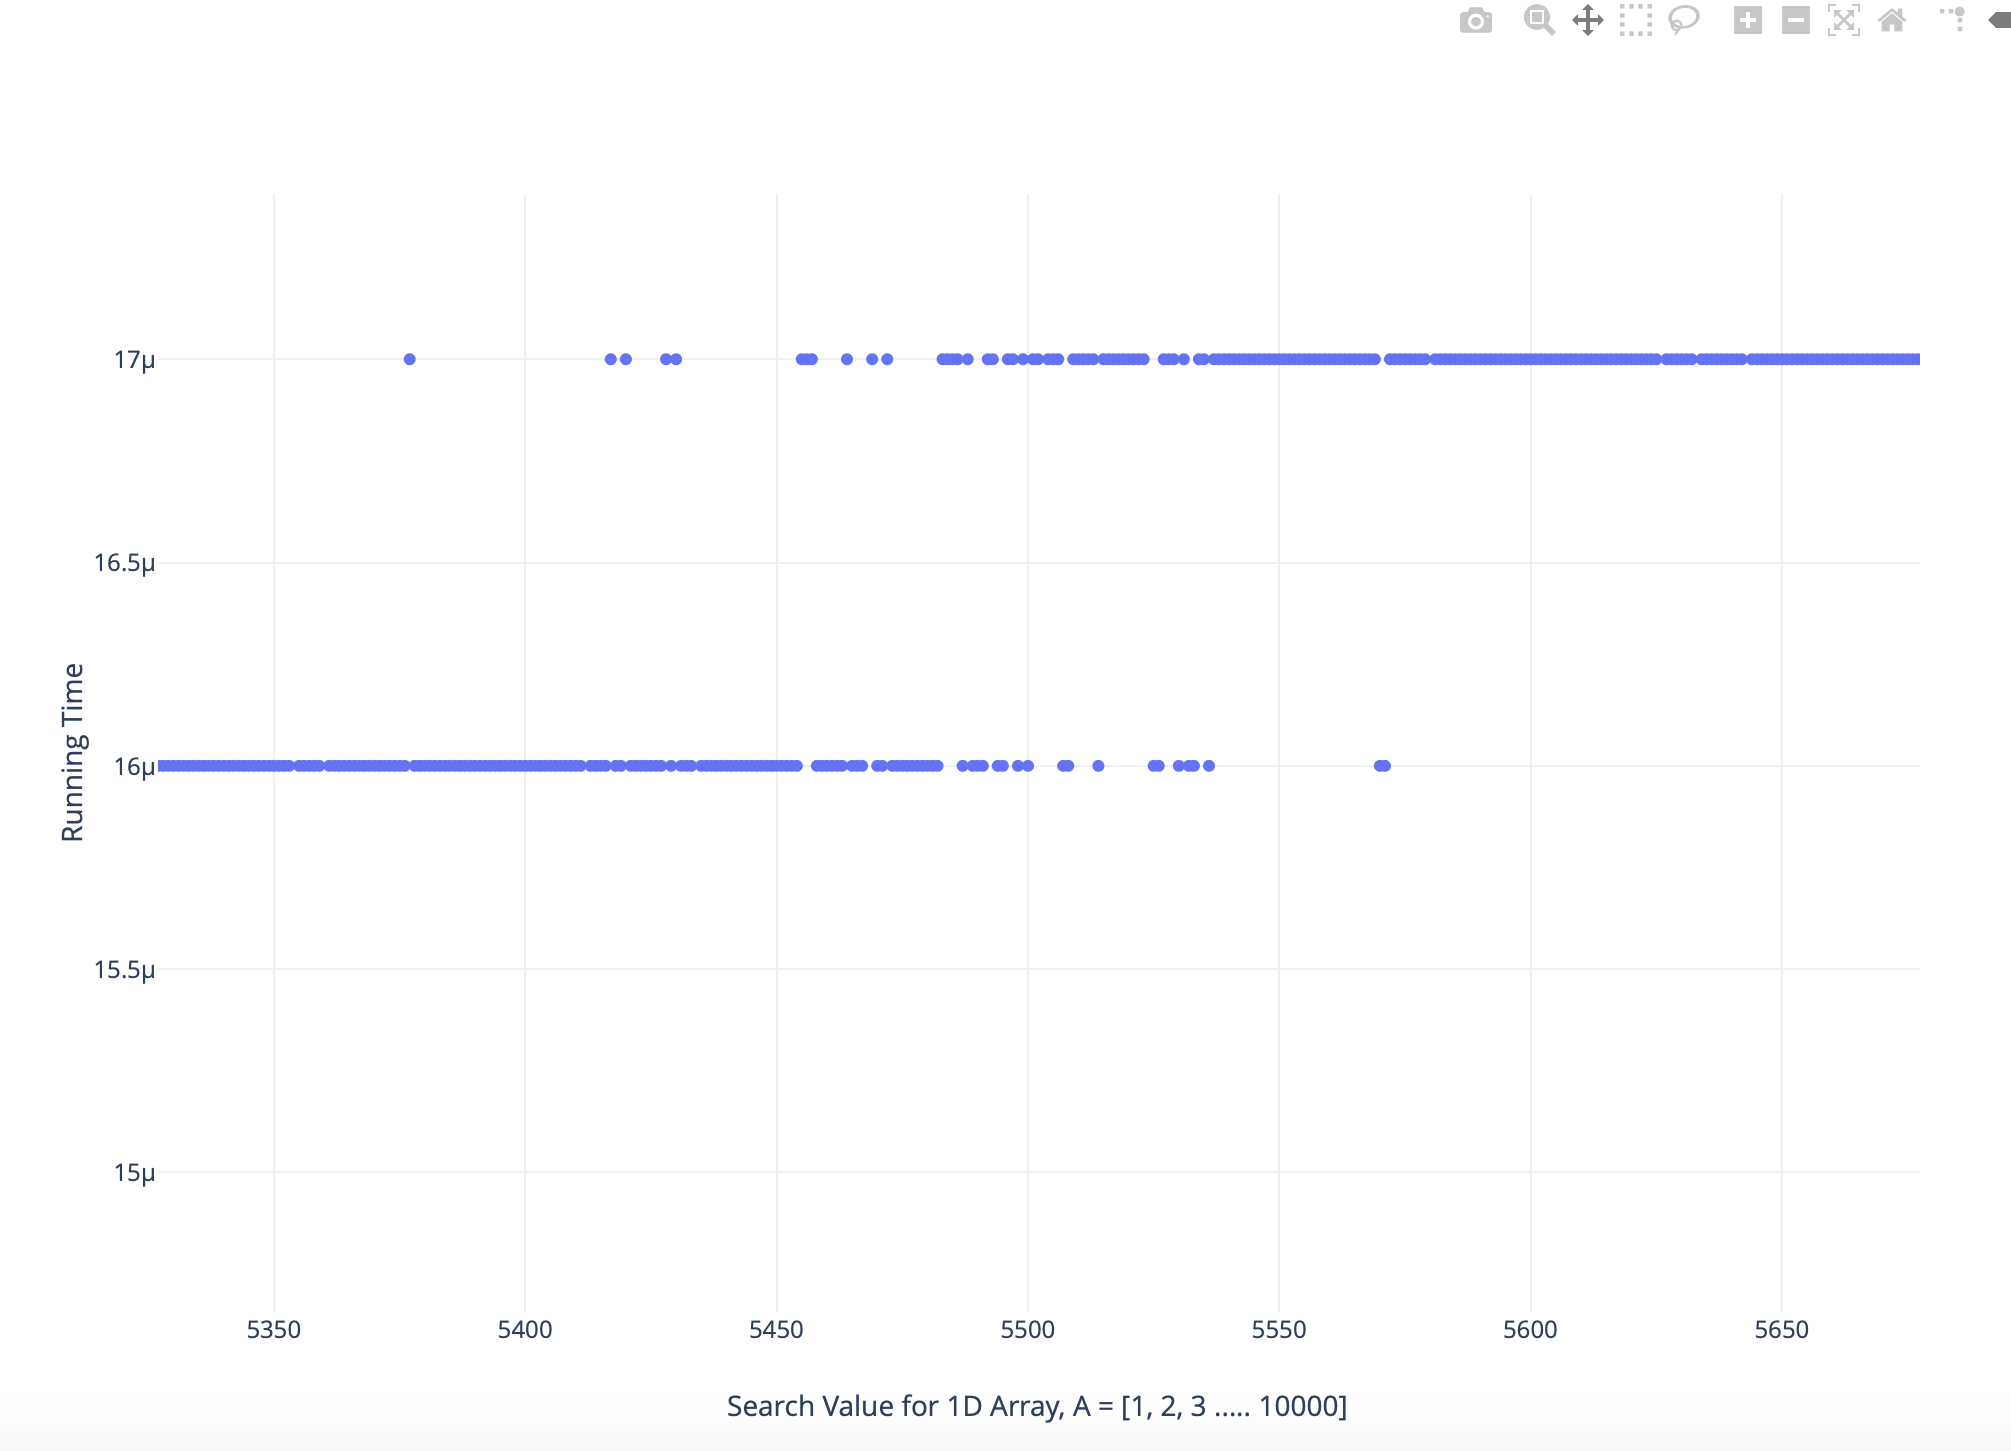 17μ
16.5μ
16μ
15.5μ
15μ
Running Time
5350 5400 5450 5500 5550 5600 5650
Search Value for 1D Array, A = [1, 2, 3 ..... 10000]